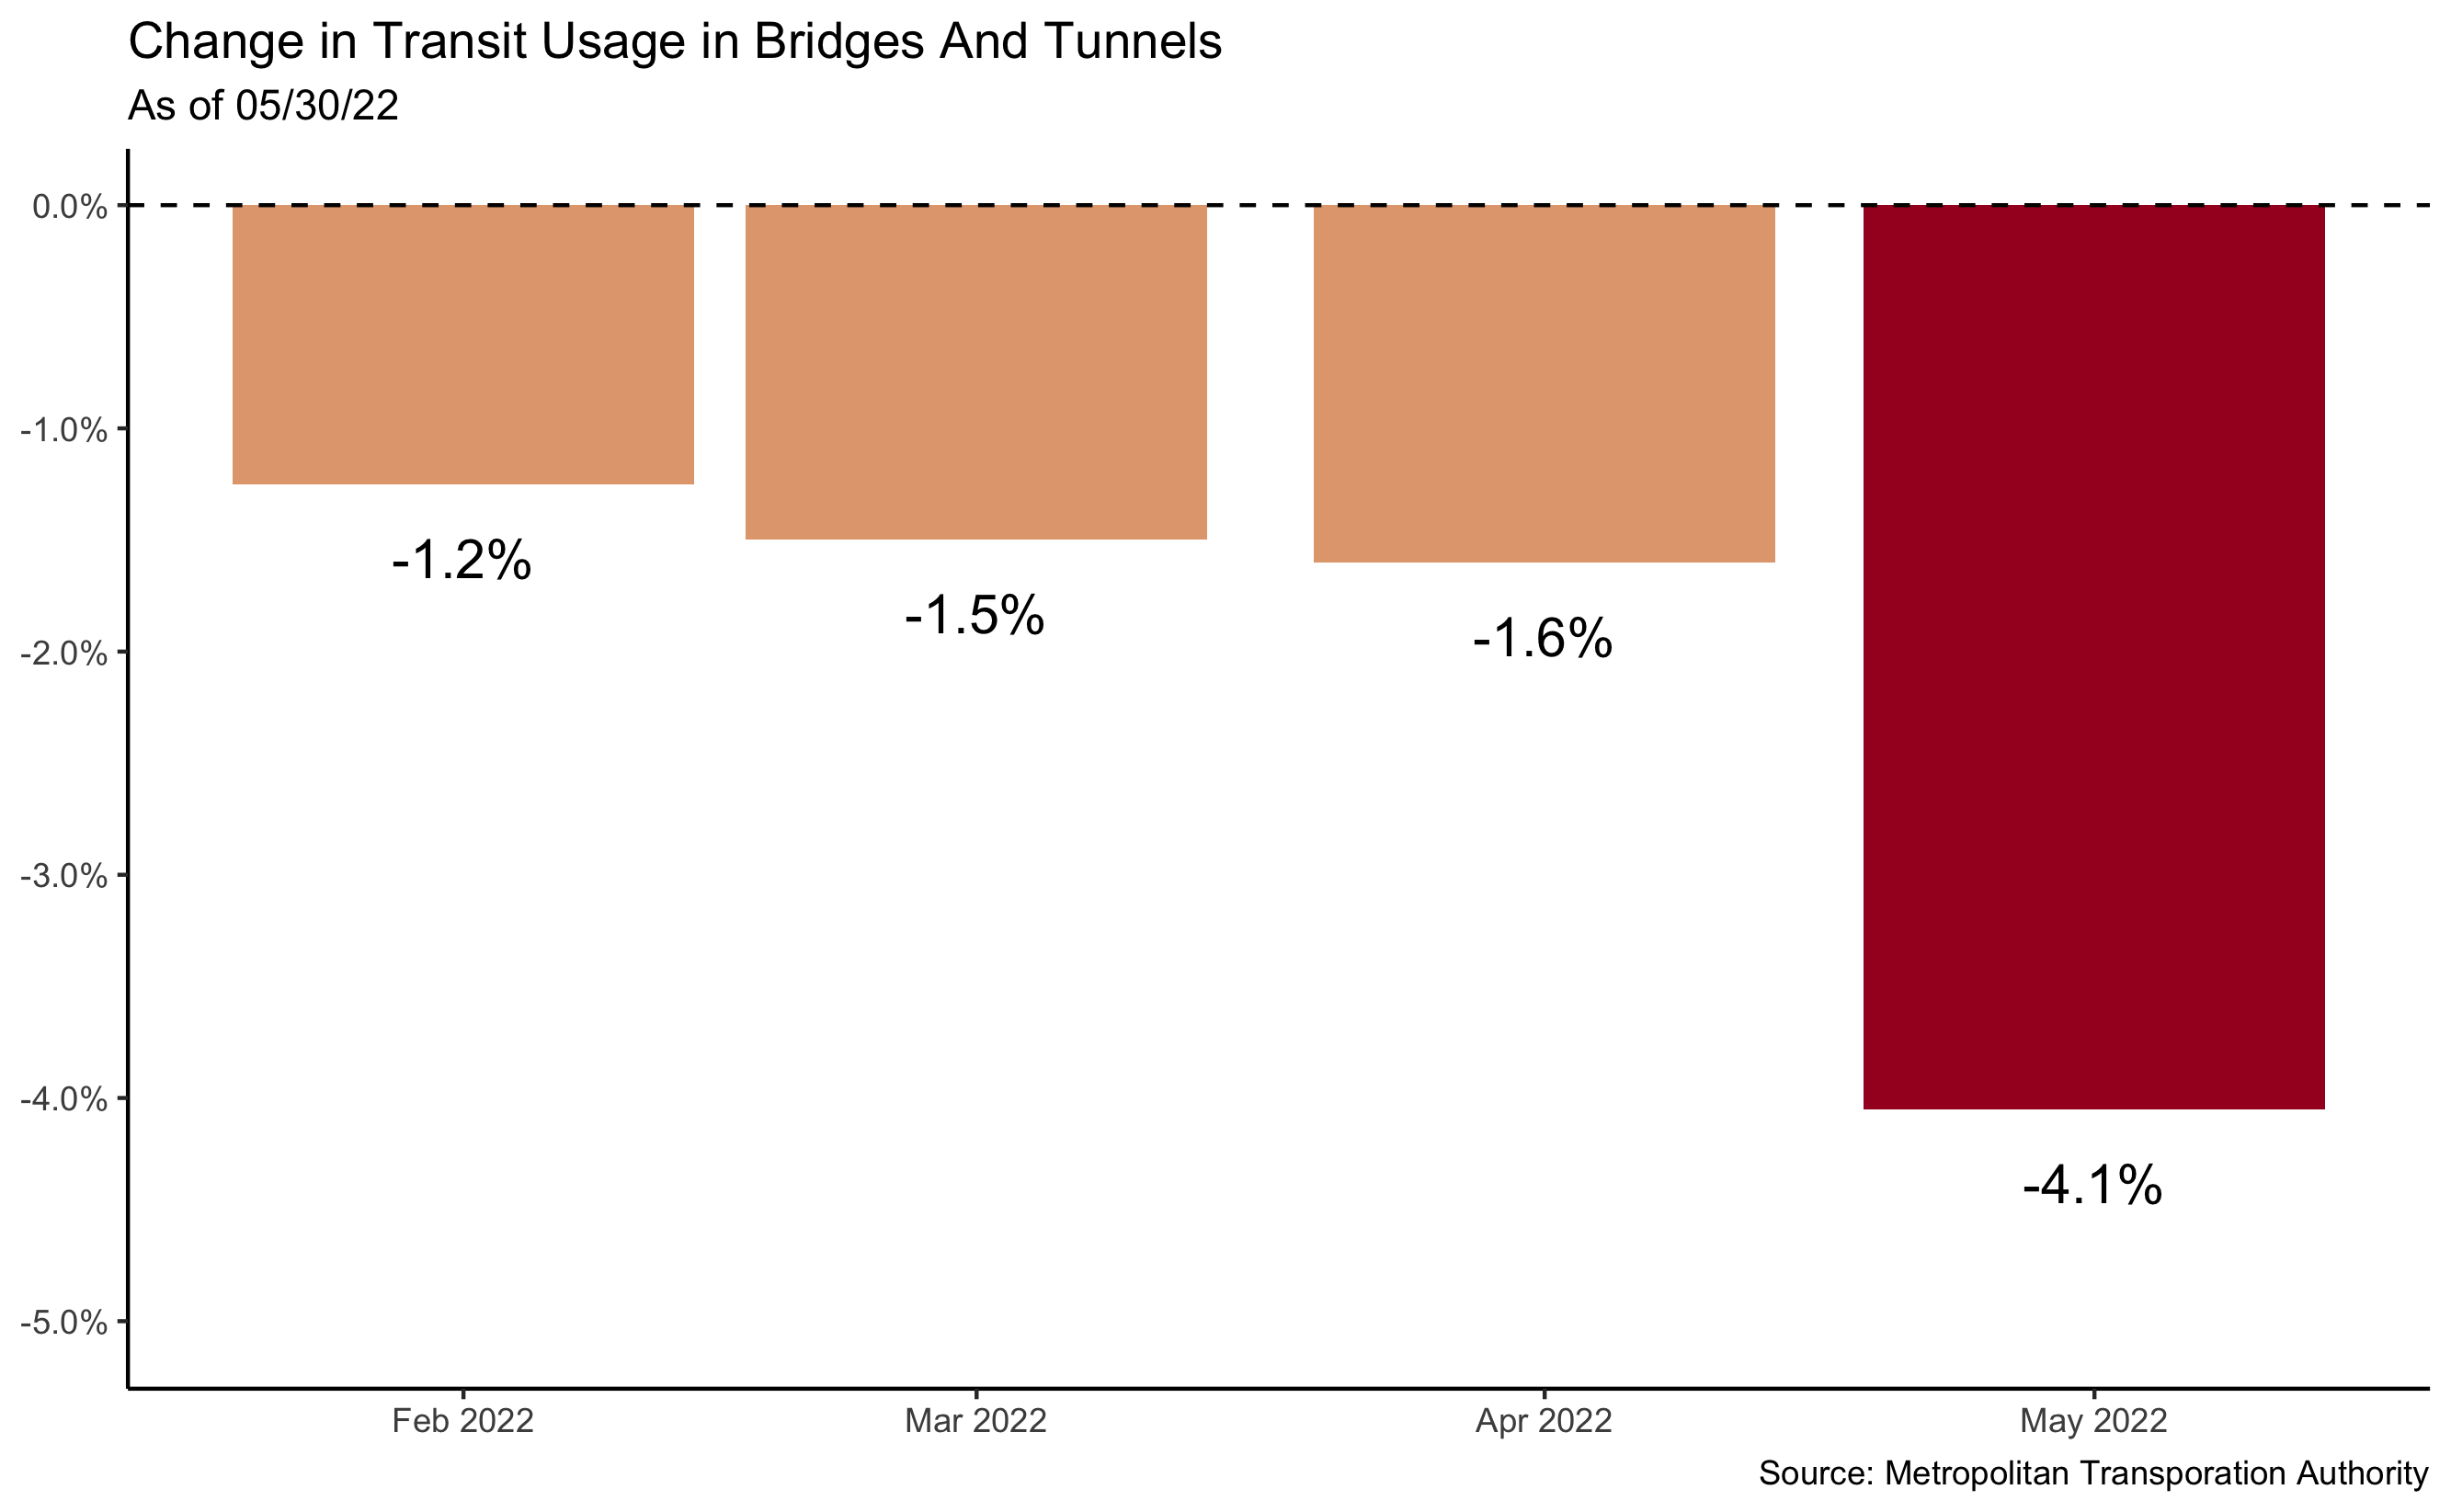 Change in Transit Usage in Bridges And Tunnels
As of 05/30/22
0.0%
-1.0%
-2.0%
-3.0%
-4.0%
-5.0%
-1.2%
-1.5%
-1.6%
-4.1%
Feb 2022
Mar 2022
Apr 2022
May 2022
Source: Metropolitan Transporation Authority